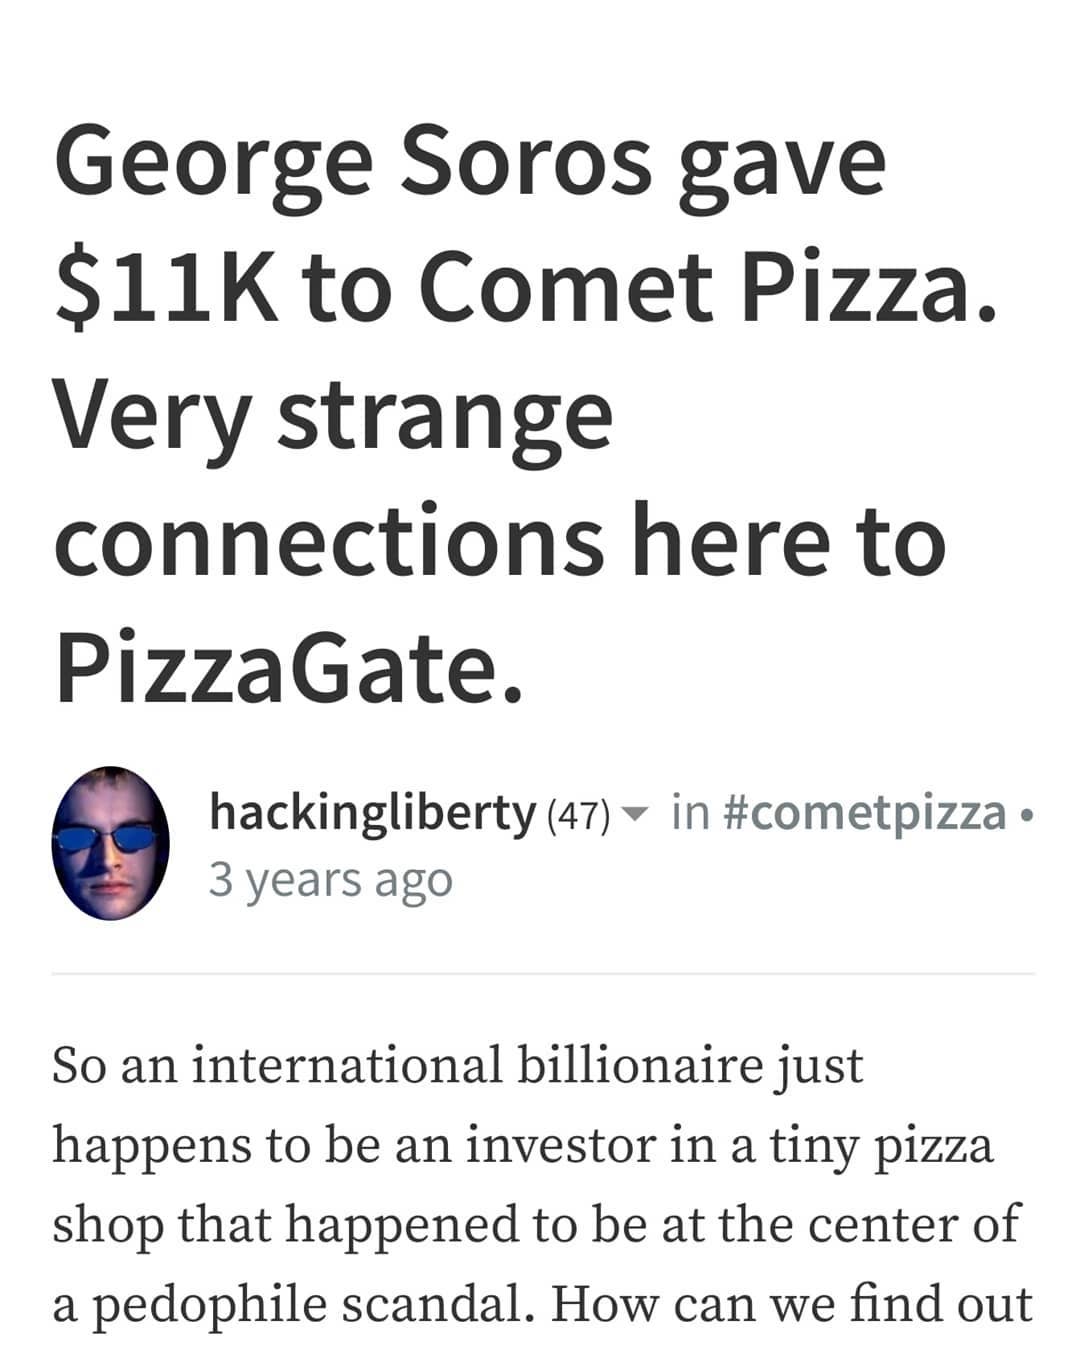 George Soros gave
$11K to Comet Pizza.
Very strange
connections here to
PizzaGate.
hackingliberty (47) in #cometpizza •
3 years ago
So an international billionaire just
happens to be an investor in a tiny pizza
shop that happened to be at the center of
a pedophile scandal. How can we find out